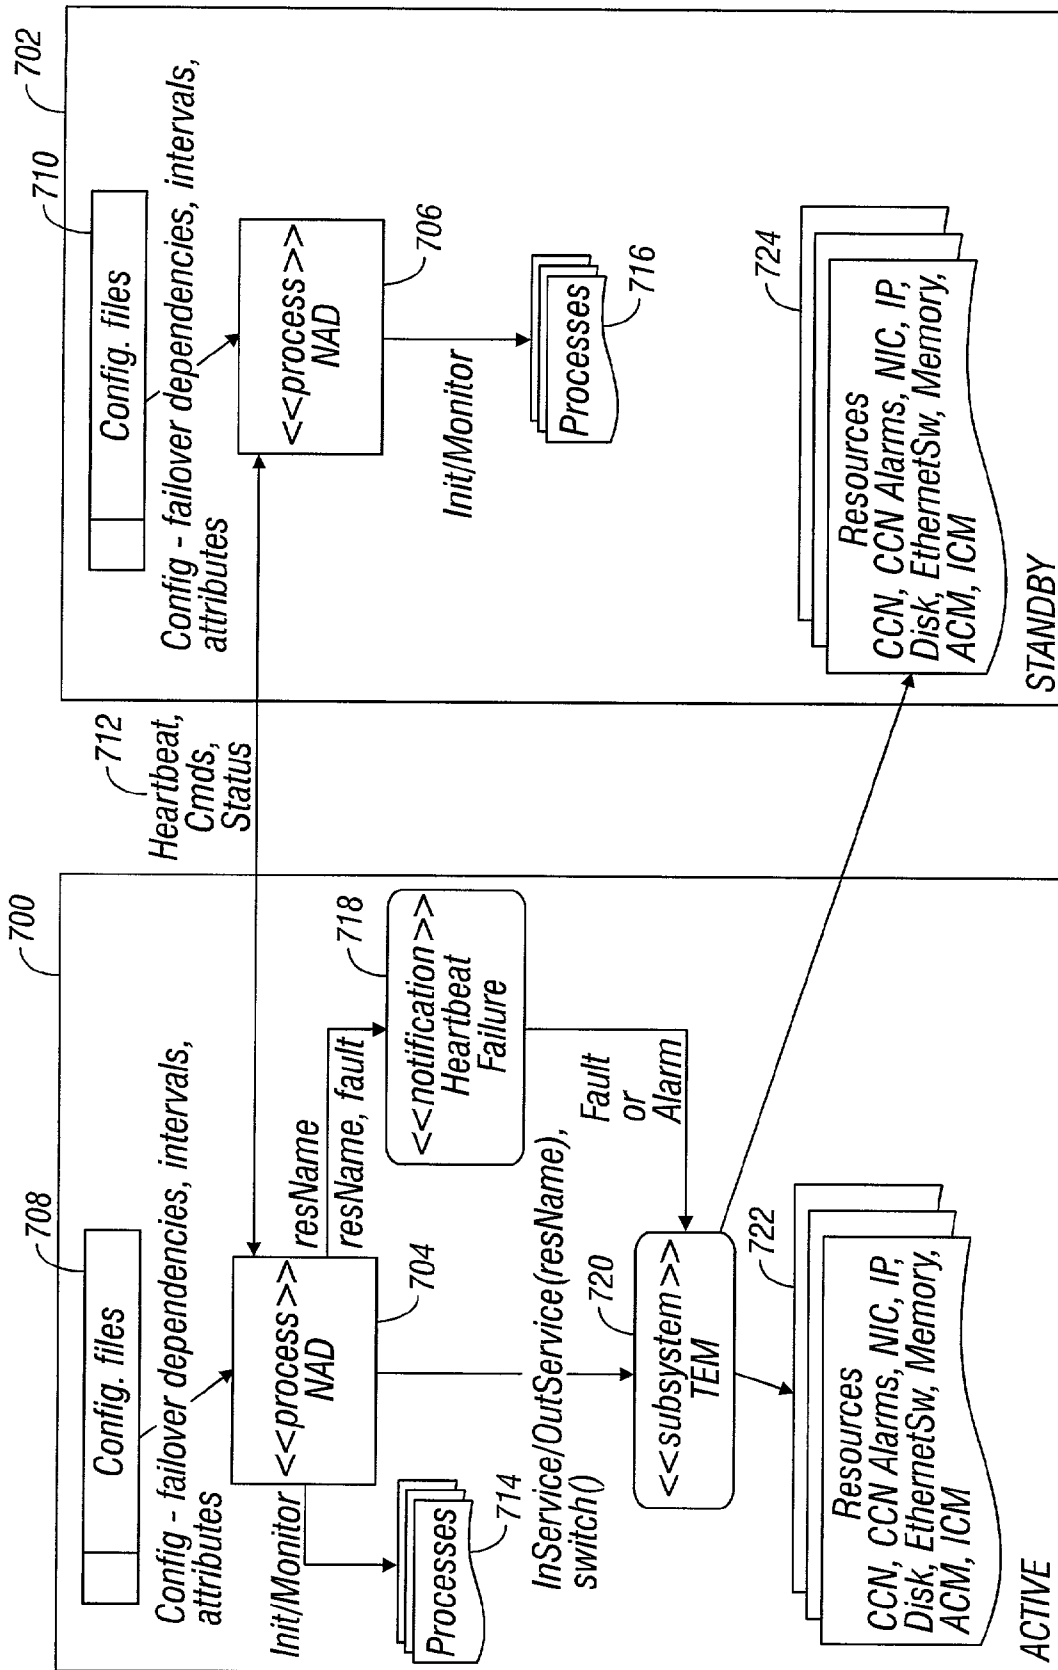 700
708
Config. files
Config - failover dependencies, intervals,
attributes
<<process>>
NAD
704
Init/Monitor
Processes
714
resName
resName, fault
718
<<notification>>
Heartbeat
Failure
InService/OutService(resName),
switch()
Fault
or
Alarm
720
<<subsystem>>
TEM
722
Resources
CCN, CCN Alarms, NIC, IP,
Disk, EthernetSw, Memory,
ACM, ICM
ACTIVE
712
Heartbeat,
Cmds,
Status
702
710
Config. files
Config - failover dependencies, intervals,
attributes
<<process>>
NAD
706
Init/Monitor
Processes
716
724
Resources
CCN, CCN Alarms, NIC, IP,
Disk, EthernetSw, Memory,
ACM, ICM
STANDBY